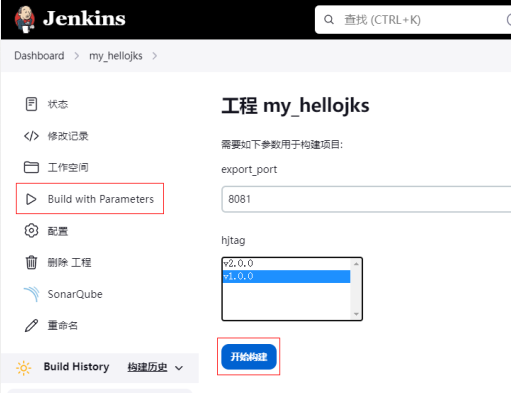 Jenkins
查找 (CTRL+K)
Dashboard > my_hellojks >
状态
修改记录
工作空间
Build with Parameters
配置
删除 工程
SonarQube
重命名
Build History 构建历史
工程 my_hellojks
需要如下参数用于构建项目:
export_port
8081
hjtag
v2.0.0
v1.0.0
开始构建